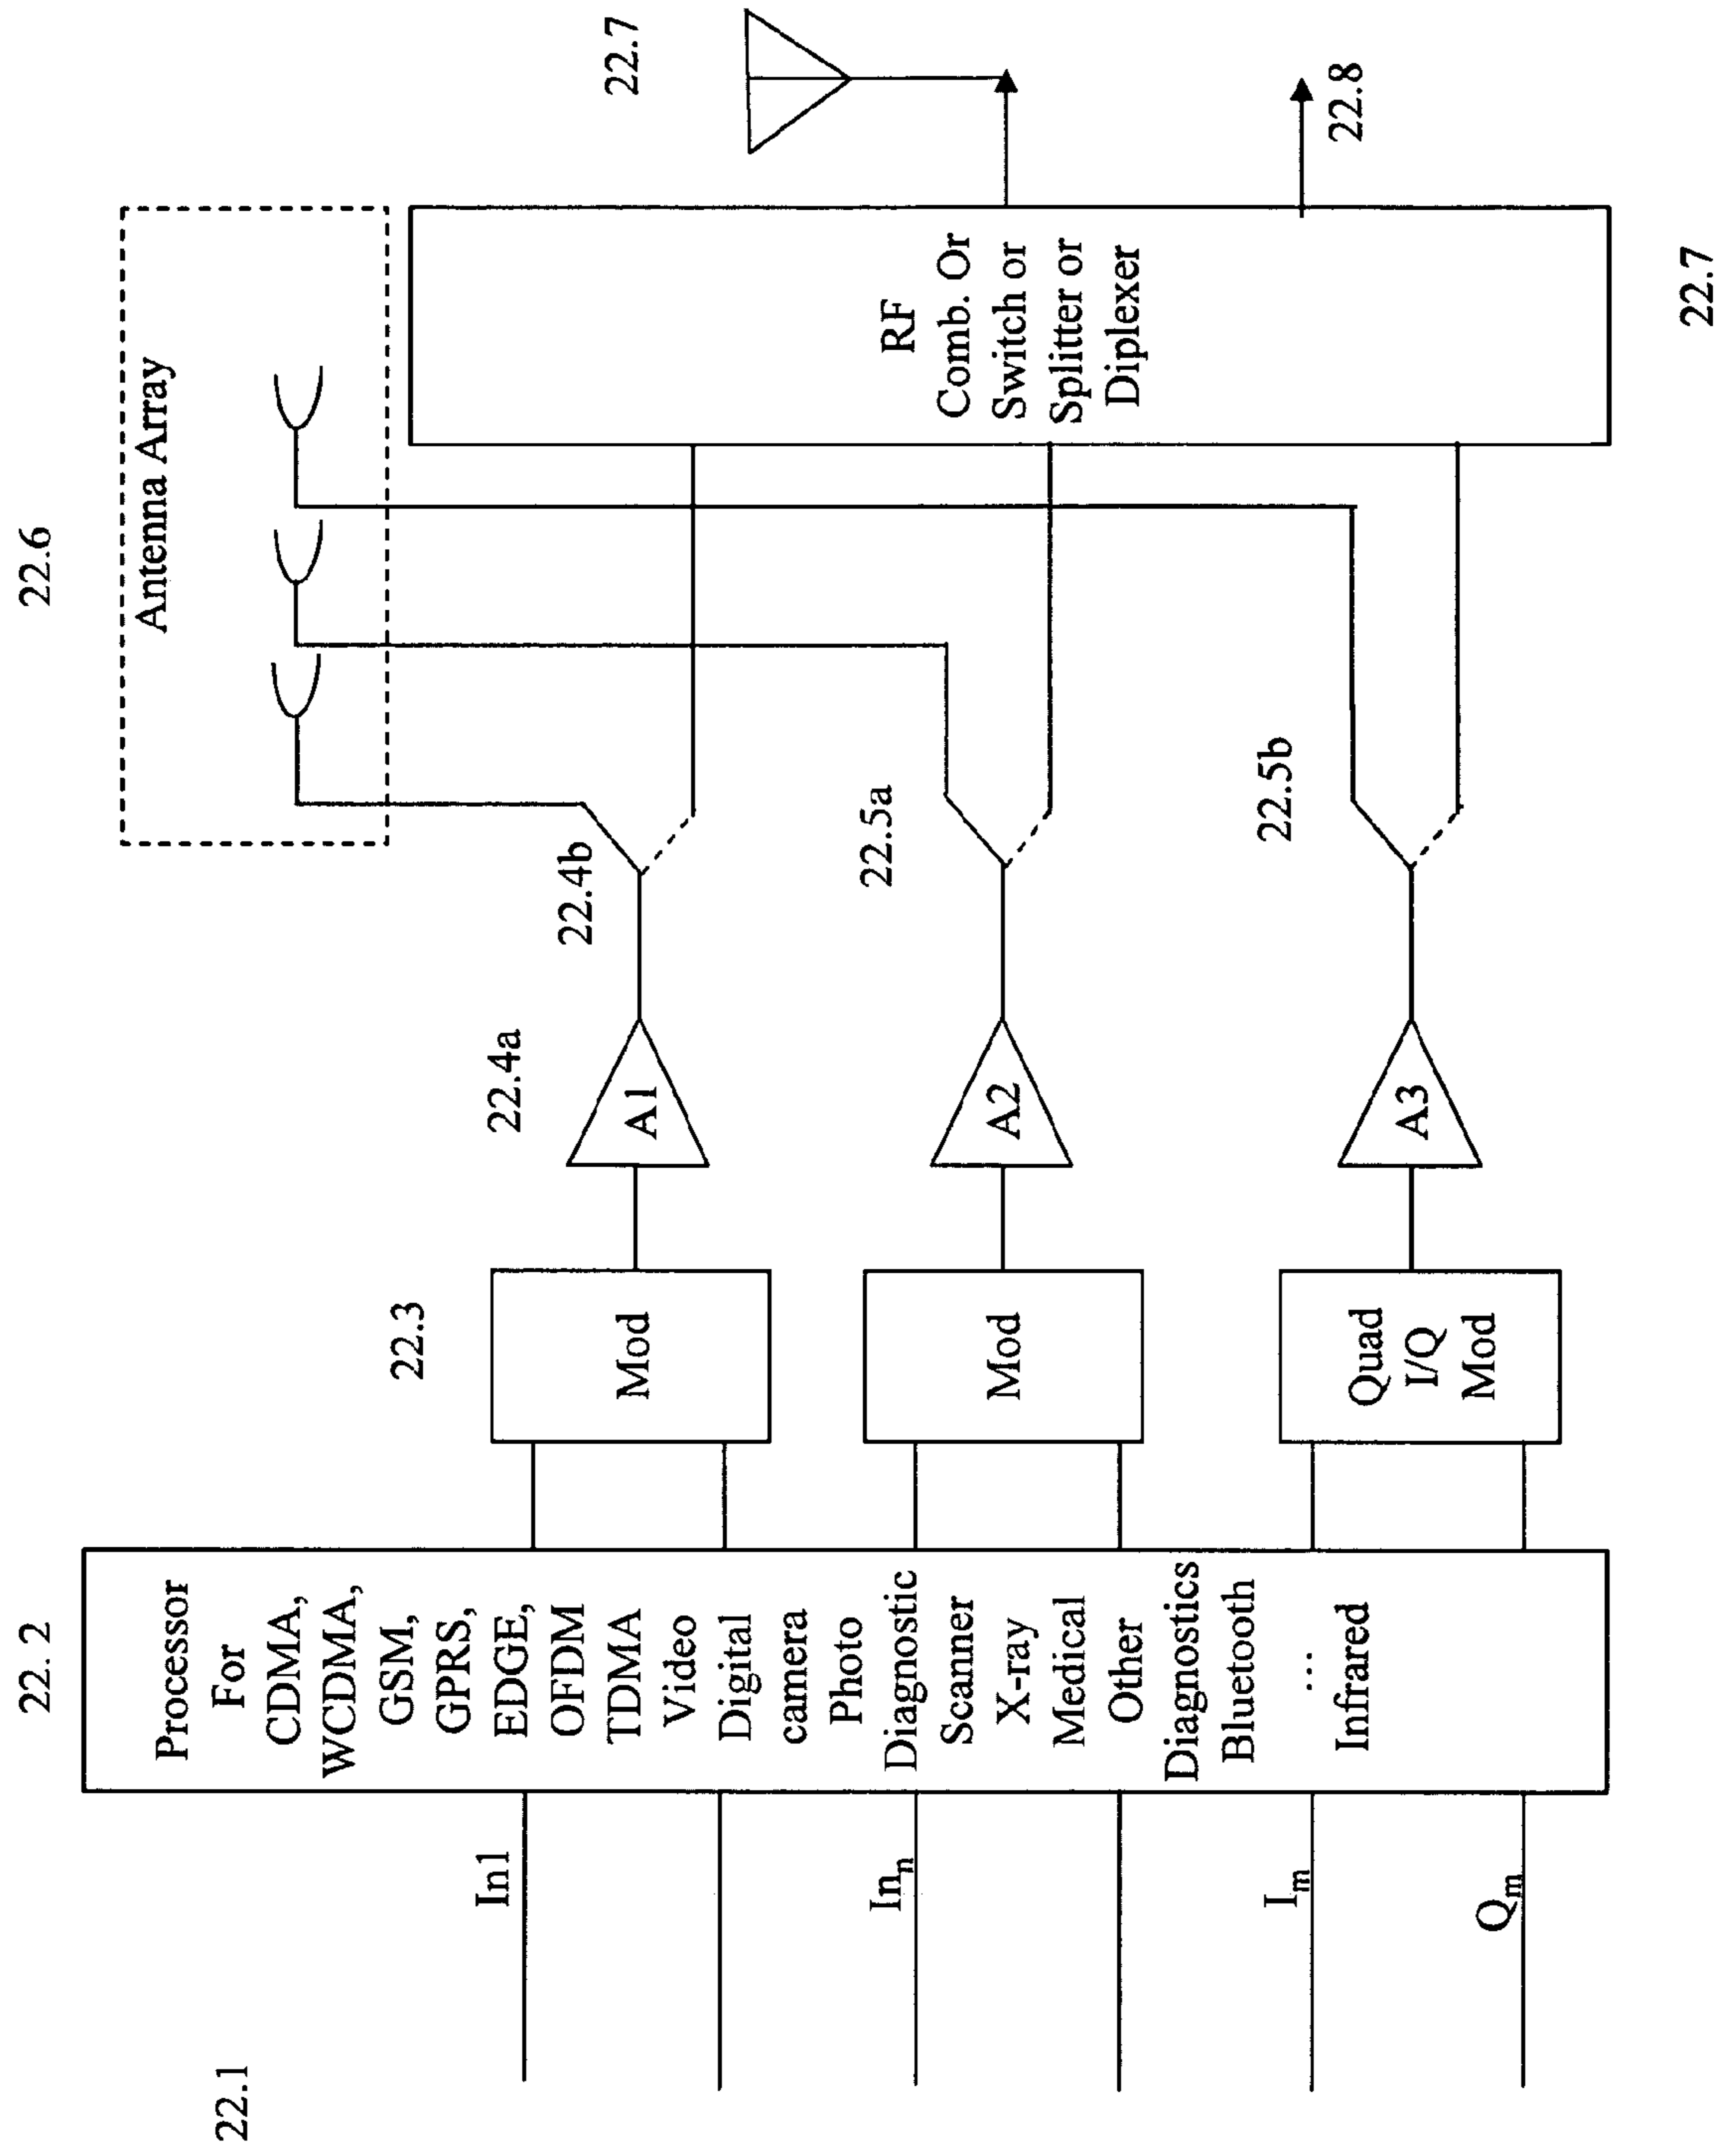 22.1
22. 2
22.6
In1
In_n
I_m
Q_m
Processor
For
CDMA,
WCDMA,
GSM,
GPRS,
EDGE,
OFDM
TDMA
Video
Digital
camera
Photo
Diagnostic
Scanner
X-ray
Medical
Other
Diagnostics
Bluetooth
...
Infrared
22.3
Mod
Mod
Quad
I/Q
Mod
22.4a
A1
A2
A3
22.4b
22.5a
22.5b
Antenna Array
RF
Comb. Or
Switch or
Splitter or
Diplexer
22.7
22.8
22.7